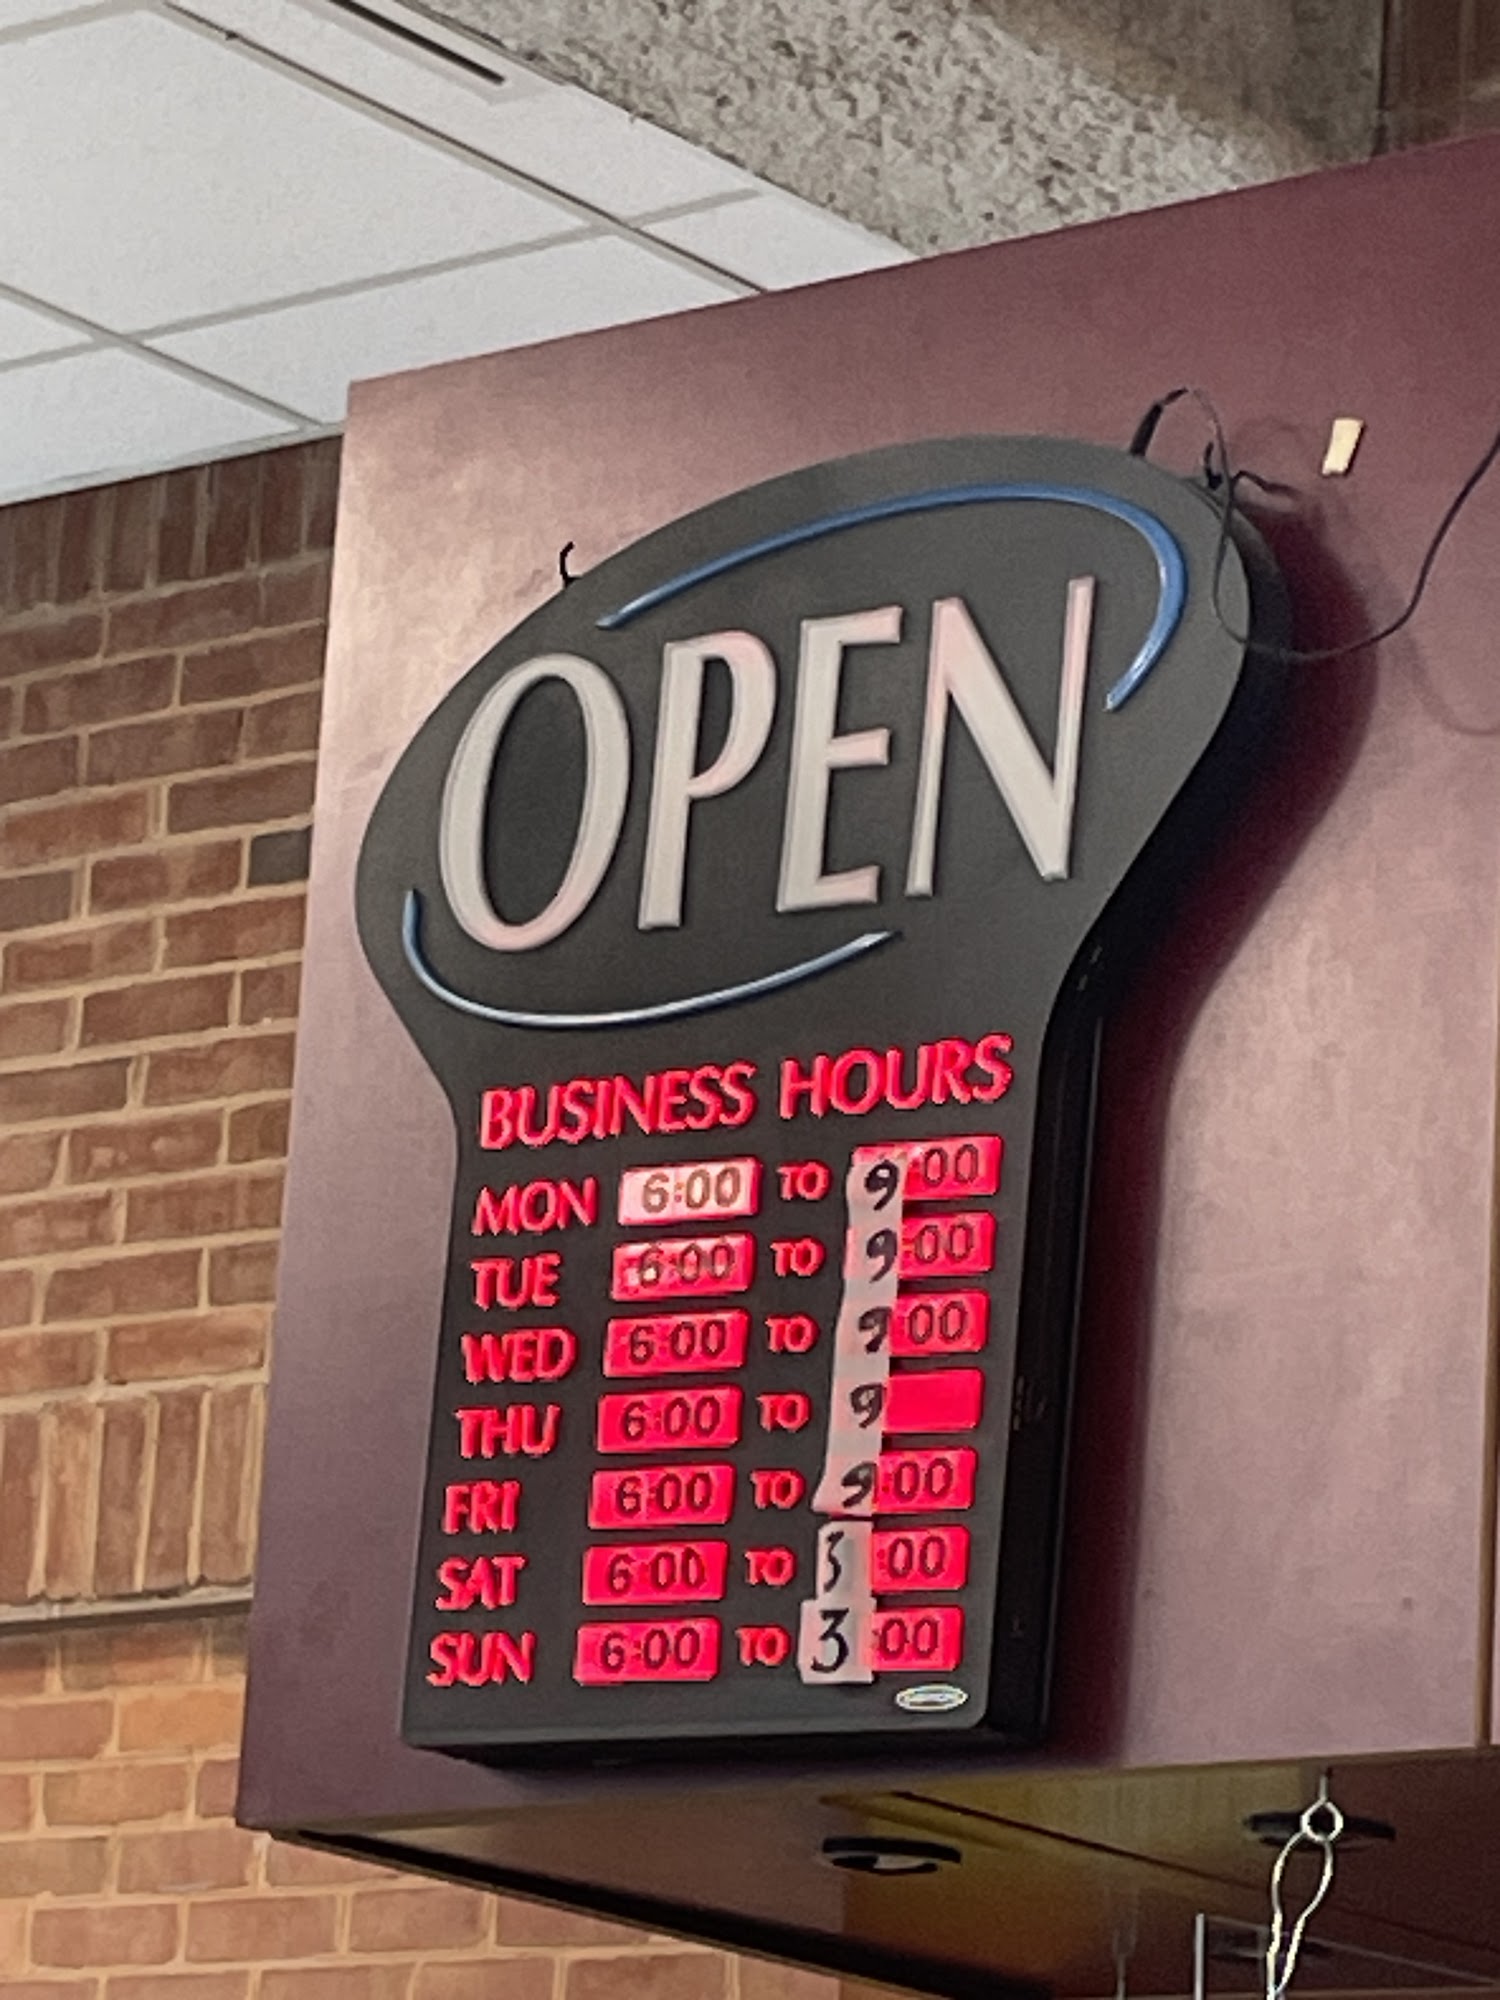 OPEN
BUSINESS HOURS
MON 6:00 TO 9:00
TUE 6:00 TO 9:00
WED 6:00 TO 9:00
THU 6:00 TO 9
FRI 6:00 TO 9:00
SAT 6:00 TO 3:00
SUN 6:00 TO 3:00